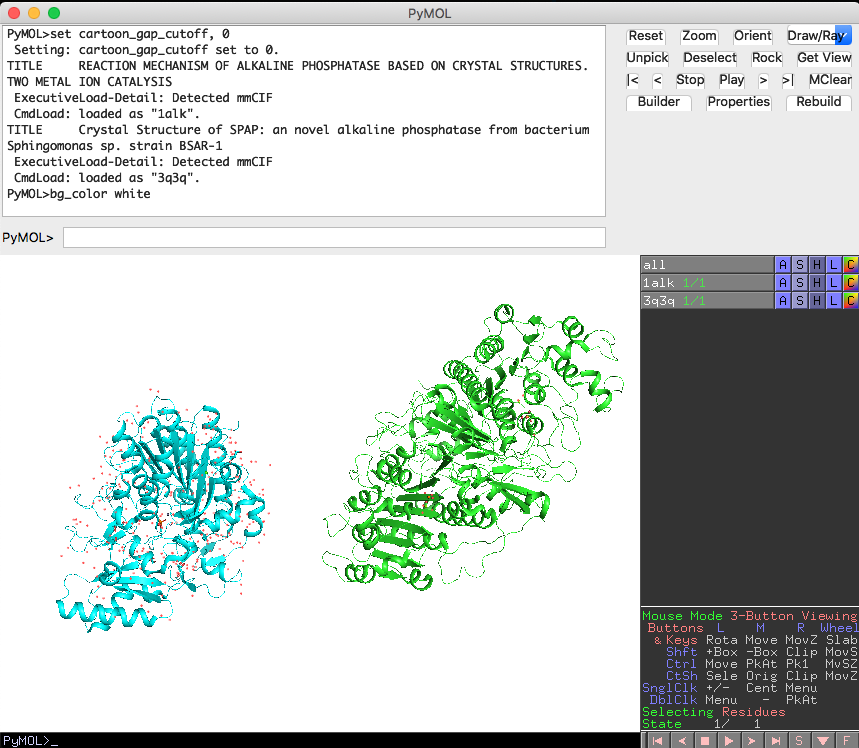 PyMOL
PyMOL>set cartoon_gap_cutoff, 0
Setting: cartoon_gap_cutoff set to 0.
TITLE     REACTION MECHANISM OF ALKALINE PHOSPHATASE BASED ON CRYSTAL STRUCTURES.
TWO METAL ION CATALYSIS
ExecutiveLoad-Detail: Detected mmCIF
CmdLoad: loaded as "1alk".
TITLE     Crystal Structure of SPAP: an novel alkaline phosphatase from bacterium
Sphingomonas sp. strain BSAR-1
ExecutiveLoad-Detail: Detected mmCIF
CmdLoad: loaded as "3q3q".
PyMOL>bg_color white
PyMOL>
Reset Zoom Orient Draw/Ray
Unpick Deselect Rock Get View
|< < Stop Play > >| MClear
Builder Properties Rebuild
all A S H L C
1alk 1/1 A S H L C
3q3q 1/1 A S H L C
Mouse Mode 3-Button Viewing
Buttons L M R Wheel
& Keys Rota Move MovZ Slab
Shft +Box -Box Clip MovS
Ctrl Move PkAt Pk1 MvSZ
CtSh Sele Orig Clip MovZ
SnglClk +/- Cent Menu
DblClk Menu - PkAt
Selecting Residues
State 1/ 1
S F
PyMOL>_